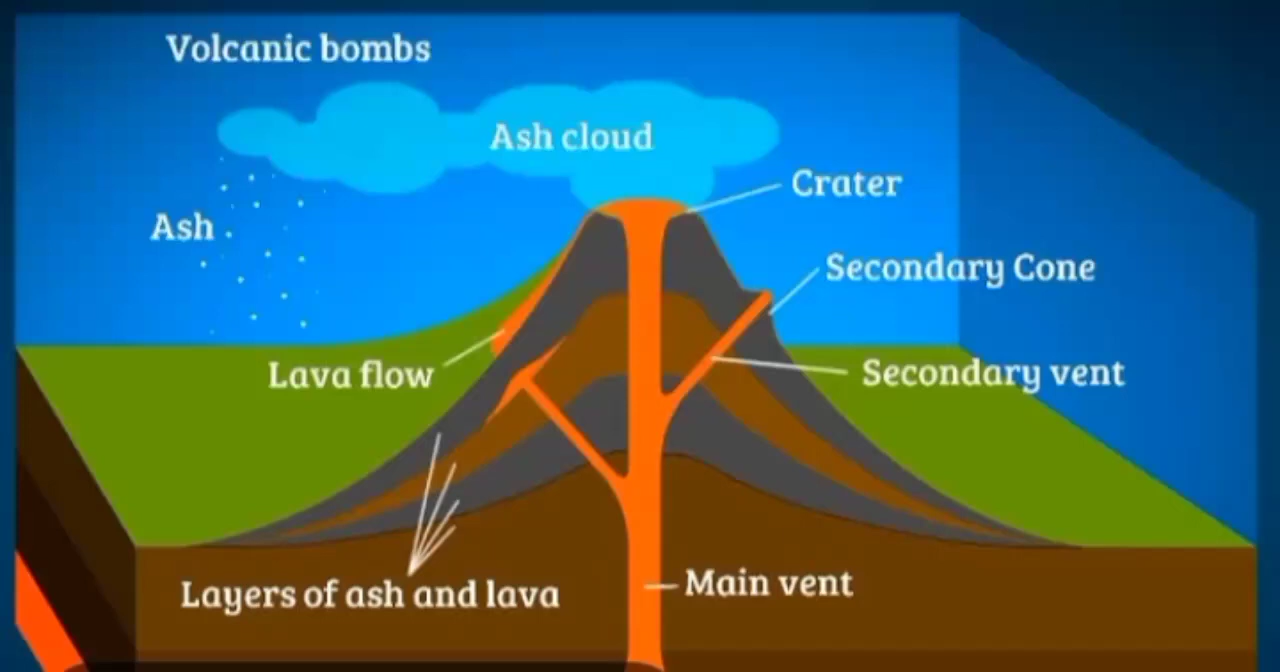 Volcanic bombs
Ash cloud
Crater
Ash
Secondary Cone
Lava flow
Secondary vent
Layers of ash and lava
Main vent